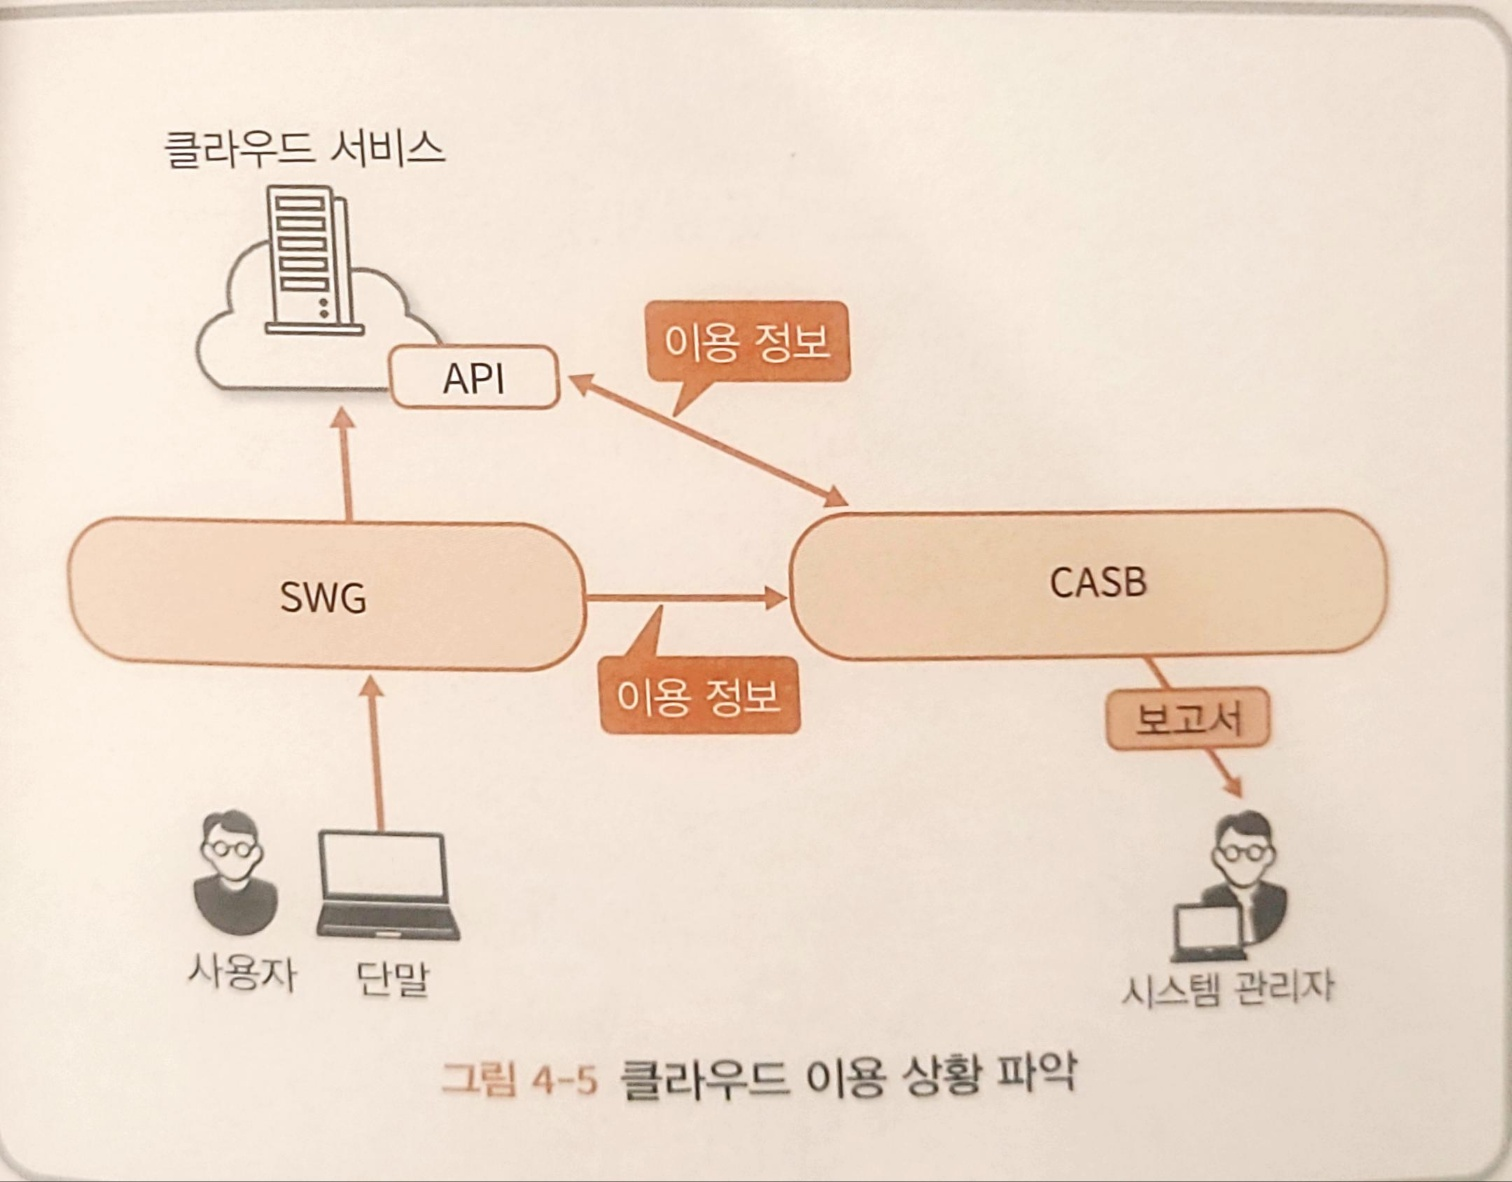 클라우드 서비스
이용 정보
API
SWG
CASB
이용 정보
보고서
사용자
단말
시스템 관리자
그림 4-5 클라우드 이용 상황 파악